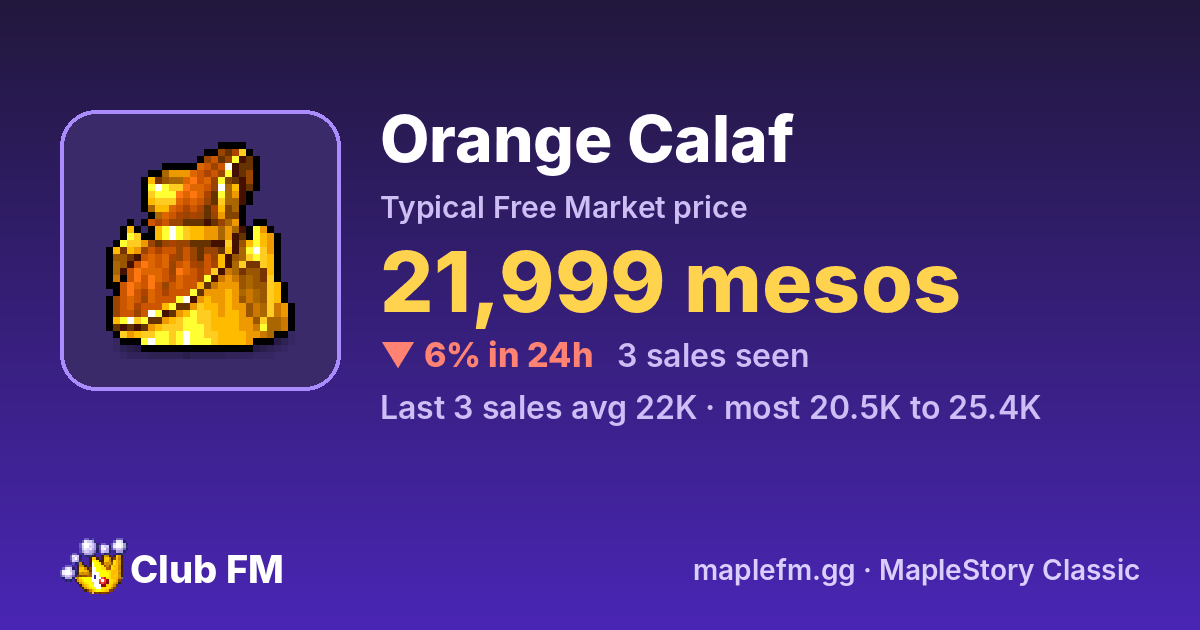 Orange Calaf
Typical Free Market price
21,999 mesos
▼ 6% in 24h 3 sales seen
Last 3 sales avg 22K · most 20.5K to 25.4K
Club FM
maplefm.gg · MapleStory Classic